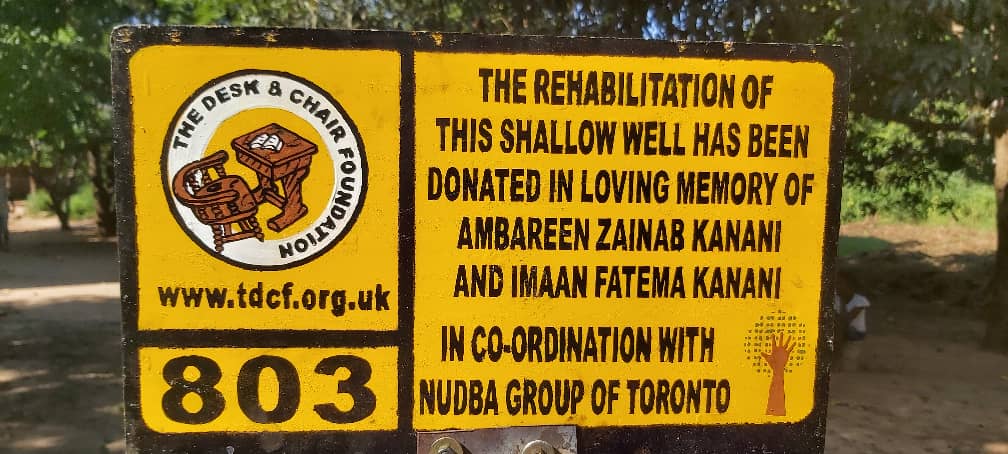 THE DESK & CHAIR FOUNDATION
www.tdcf.org.uk
803
THE REHABILITATION OF
THIS SHALLOW WELL HAS BEEN
DONATED IN LOVING MEMORY OF
AMBAREEN ZAINAB KANANI
AND IMAAN FATEMA KANANI
IN CO-ORDINATION WITH
NUDBA GROUP OF TORONTO